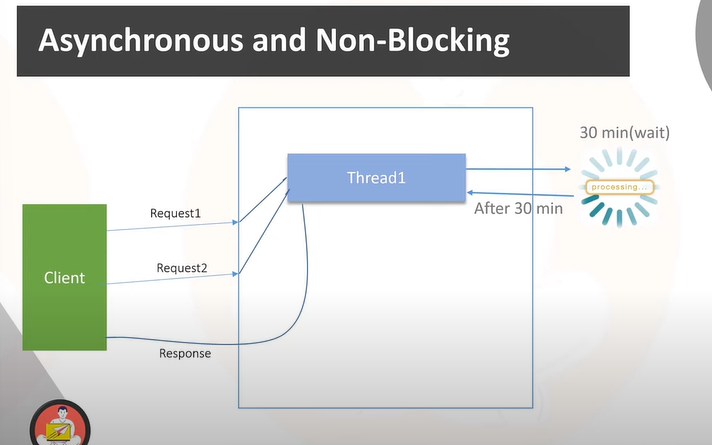 Asynchronous and Non-Blocking
30 min(wait)
Thread1
processing...
After 30 min
Request1
Request2
Client
Response